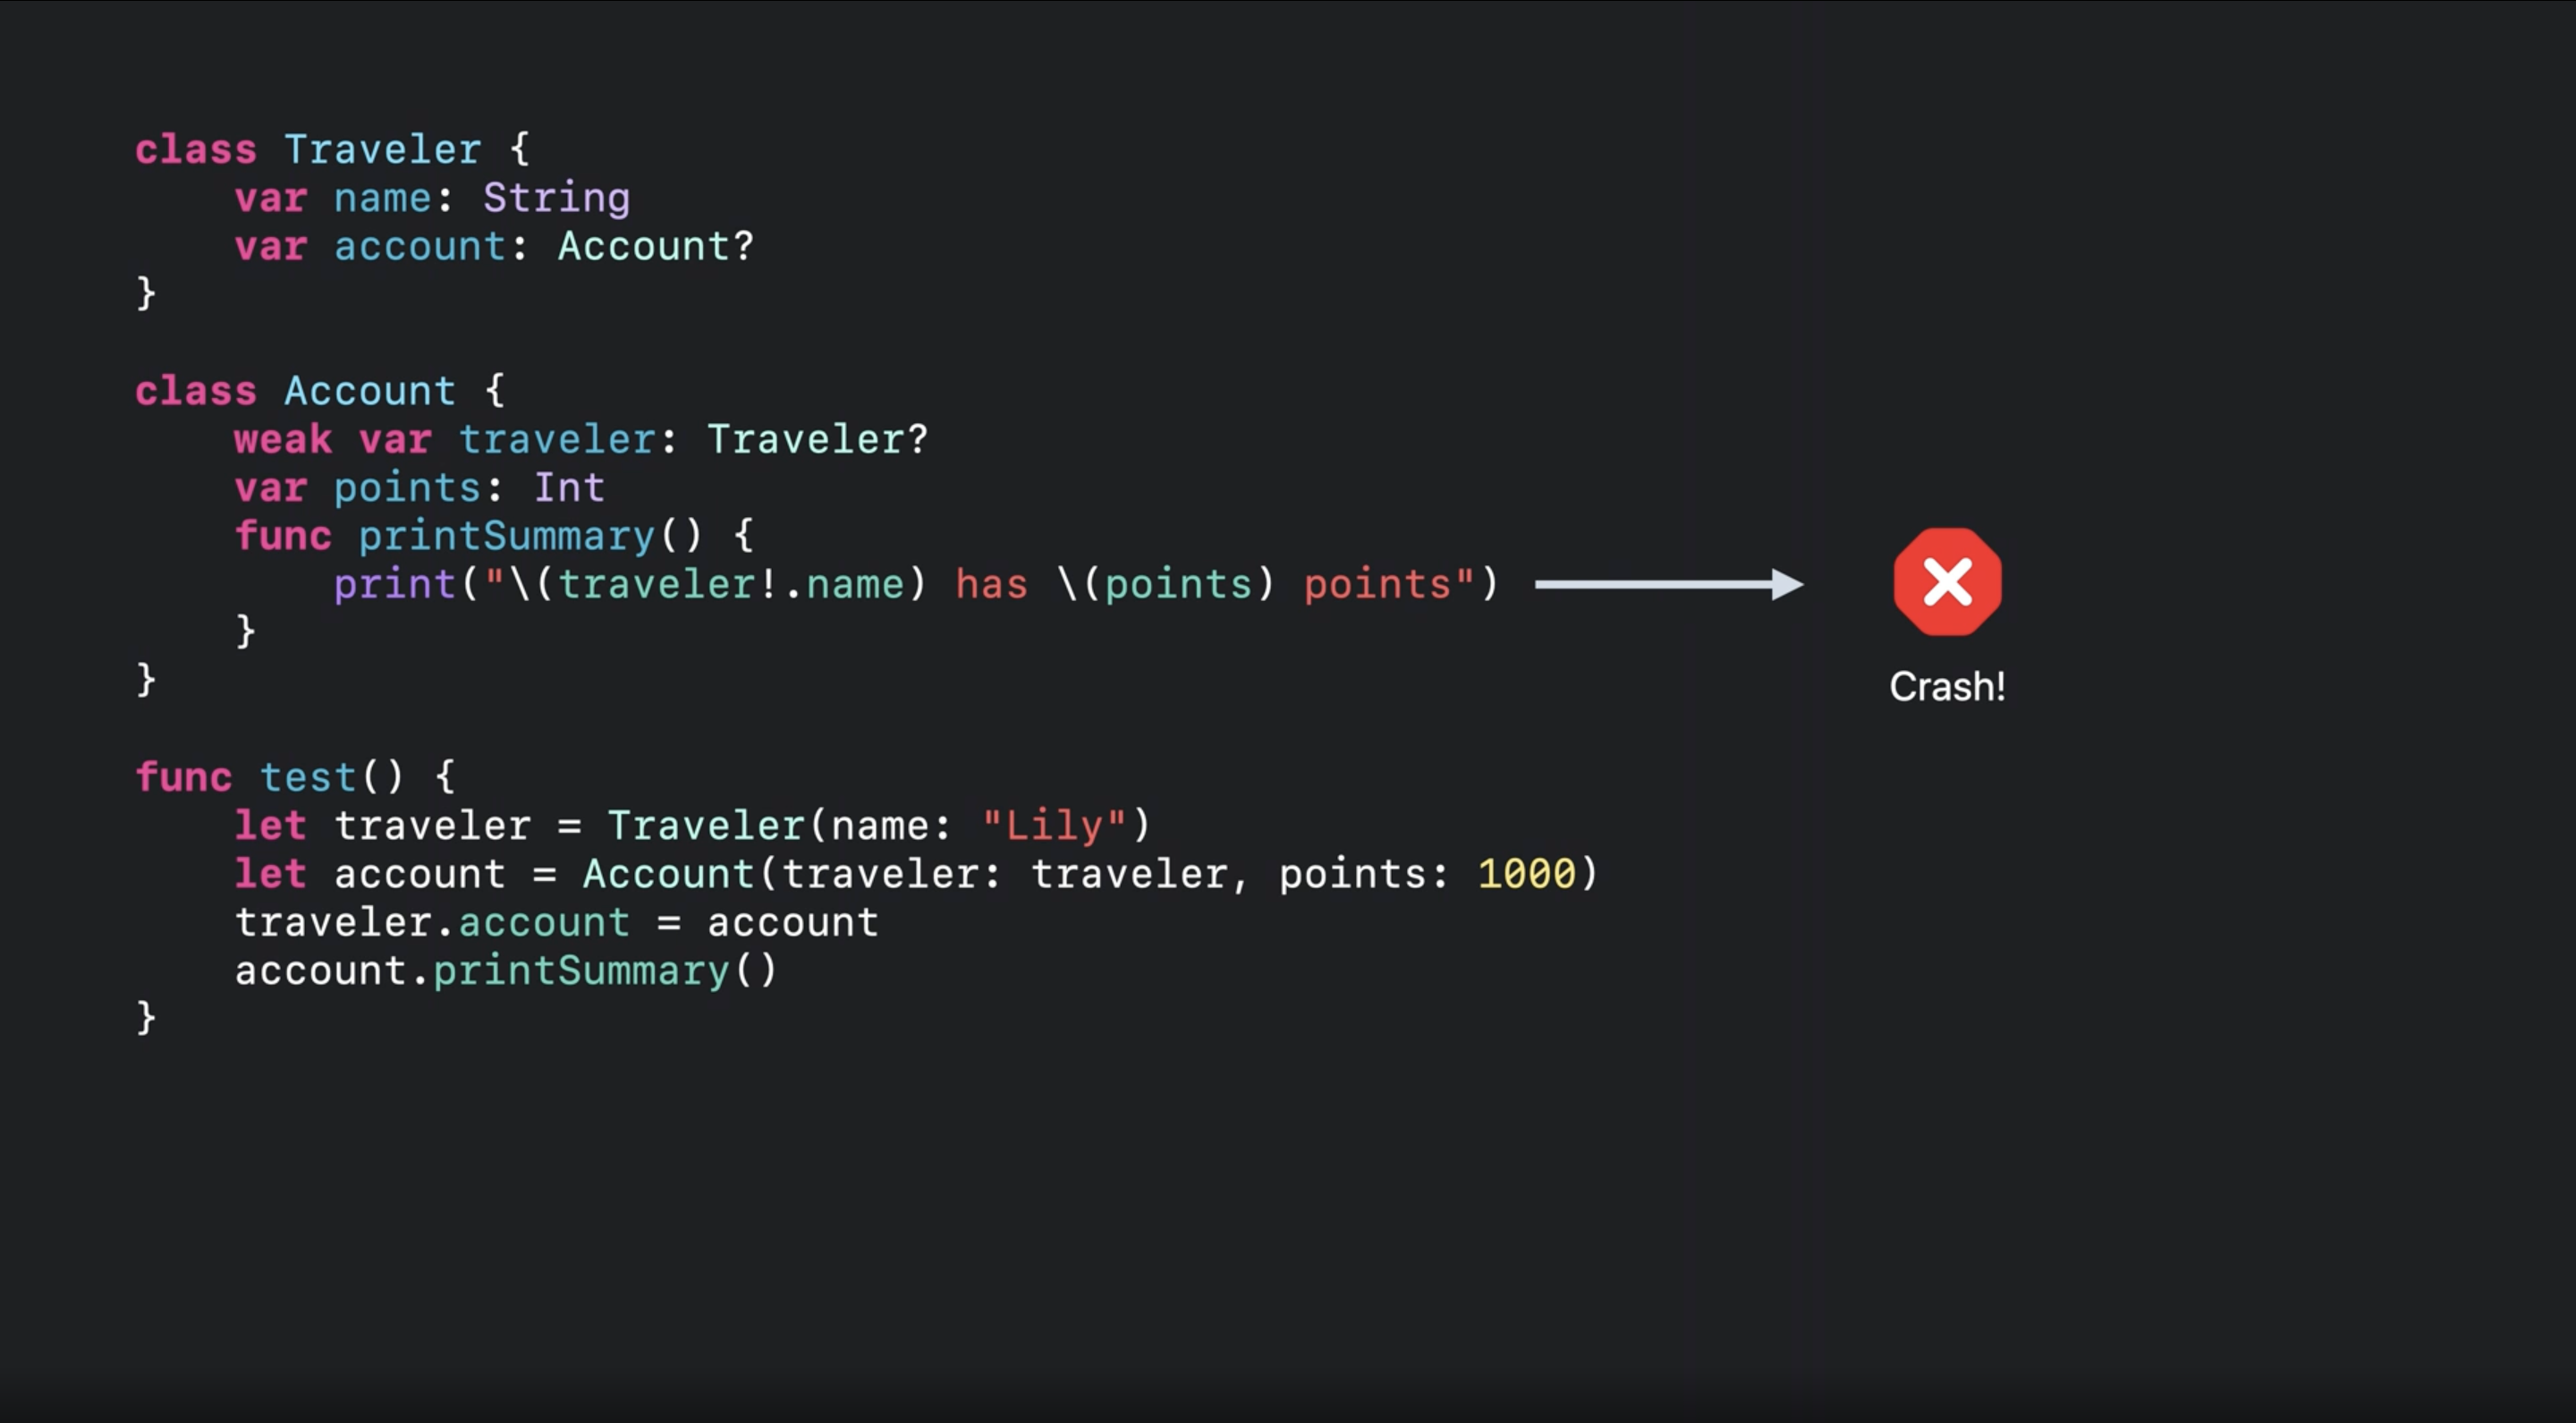 class Traveler {
    var name: String
    var account: Account?
}

class Account {
    weak var traveler: Traveler?
    var points: Int
    func printSummary() {
        print("\(traveler!.name) has \(points) points")
    }
}
Crash!

func test() {
    let traveler = Traveler(name: "Lily")
    let account = Account(traveler: traveler, points: 1000)
    traveler.account = account
    account.printSummary()
}